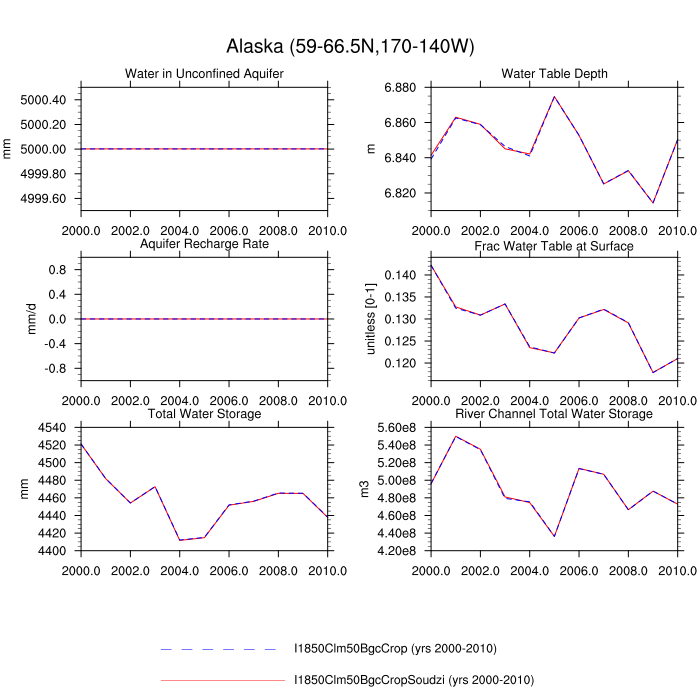 Alaska (59-66.5N,170-140W)
Water in Unconfined Aquifer
mm
5000.40
5000.20
5000.00
4999.80
4999.60
2000.0 2002.0 2004.0 2006.0 2008.0 2010.0
Water Table Depth
m
6.880
6.860
6.840
6.820
2000.0 2002.0 2004.0 2006.0 2008.0 2010.0
Aquifer Recharge Rate
mm/d
0.8
0.4
0.0
-0.4
-0.8
2000.0 2002.0 2004.0 2006.0 2008.0 2010.0
Frac Water Table at Surface
unitless [0-1]
0.140
0.135
0.130
0.125
0.120
2000.0 2002.0 2004.0 2006.0 2008.0 2010.0
Total Water Storage
mm
4540
4520
4500
4480
4460
4440
4420
4400
2000.0 2002.0 2004.0 2006.0 2008.0 2010.0
River Channel Total Water Storage
m3
5.60e8
5.40e8
5.20e8
5.00e8
4.80e8
4.60e8
4.40e8
4.20e8
2000.0 2002.0 2004.0 2006.0 2008.0 2010.0
I1850Clm50BgcCrop (yrs 2000-2010)
I1850Clm50BgcCropSoudzi (yrs 2000-2010)